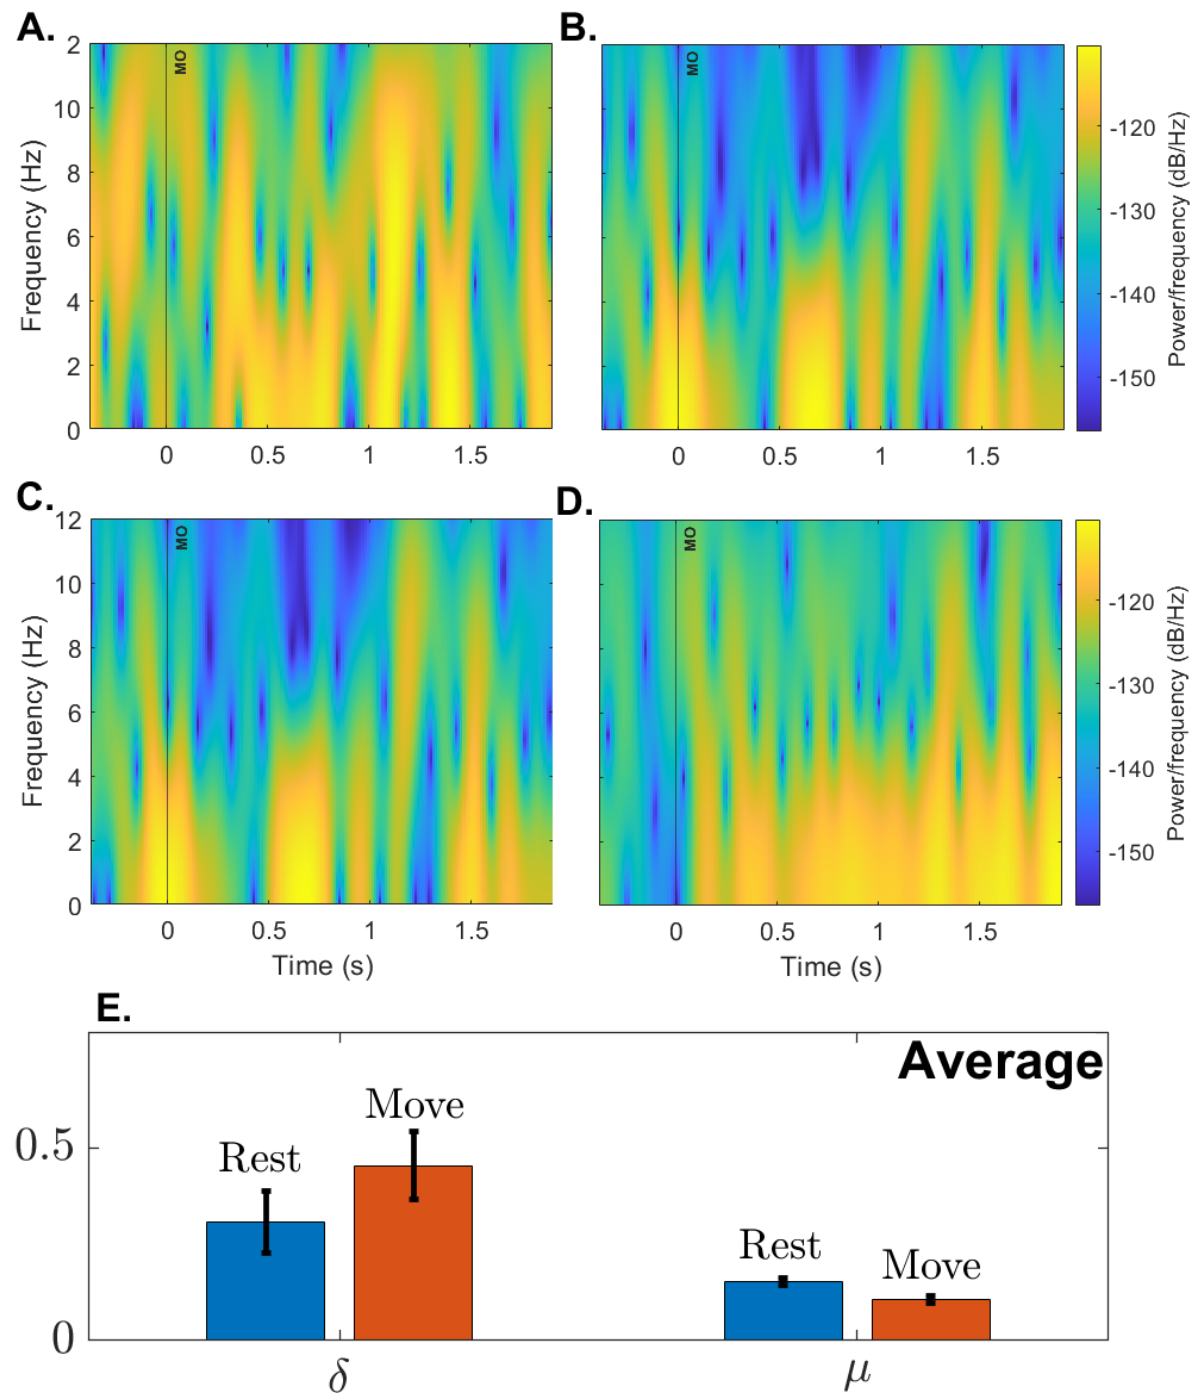 A.
B.
2
10
8
6
4
2
0
Frequency (Hz)
MO
0 0.5 1 1.5
MO
0 0.5 1 1.5
-120
-130
-140
-150
Power/frequency (dB/Hz)
C.
D.
12
10
8
6
4
2
0
Frequency (Hz)
MO
0 0.5 1 1.5
Time (s)
MO
0 0.5 1 1.5
Time (s)
-120
-130
-140
-150
Power/frequency (dB/Hz)
E.
Average
0.5
0
Rest
Move
Rest
Move
δ
μ